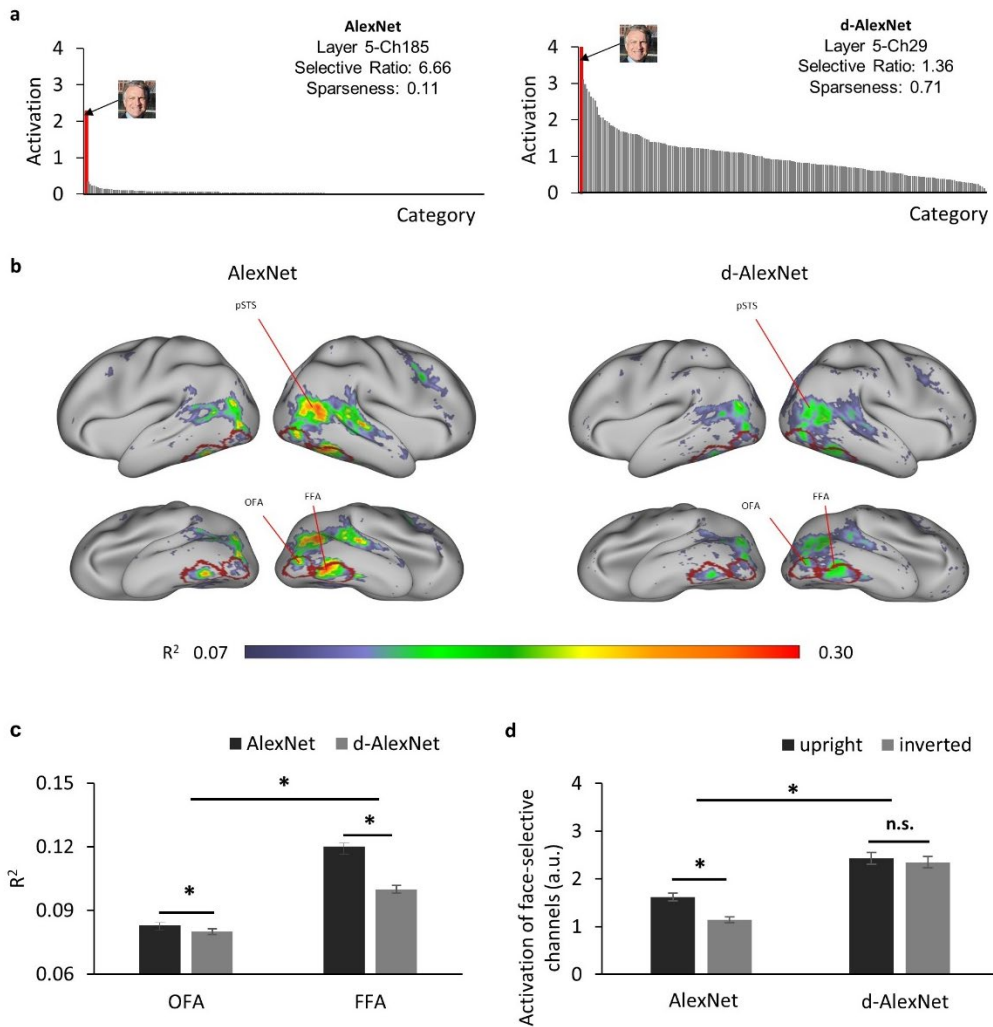 a
AlexNet
Layer 5-Ch185
Selective Ratio: 6.66
Sparseness: 0.11
4
3
2
1
0
Activation
Category
d-AlexNet
Layer 5-Ch29
Selective Ratio: 1.36
Sparseness: 0.71
4
3
2
1
0
Activation
Category
b
AlexNet
pSTS
OFA
FFA
d-AlexNet
pSTS
OFA
FFA
R² 0.07 0.30
c
AlexNet d-AlexNet
0.15
0.12
0.09
0.06
R²
*
*
*
OFA FFA
d
upright inverted
4
3
2
1
0
Activation of face-selective
channels (a.u.)
*
*
n.s.
AlexNet d-AlexNet